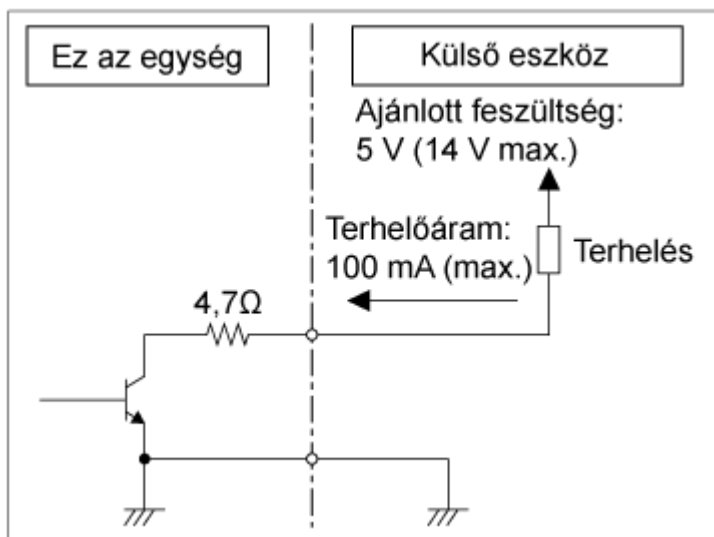 Ez az egység
Külső eszköz
Ajánlott feszültség:
5 V (14 V max.)
Terhelőáram:
100 mA (max.)
Terhelés
4,7Ω